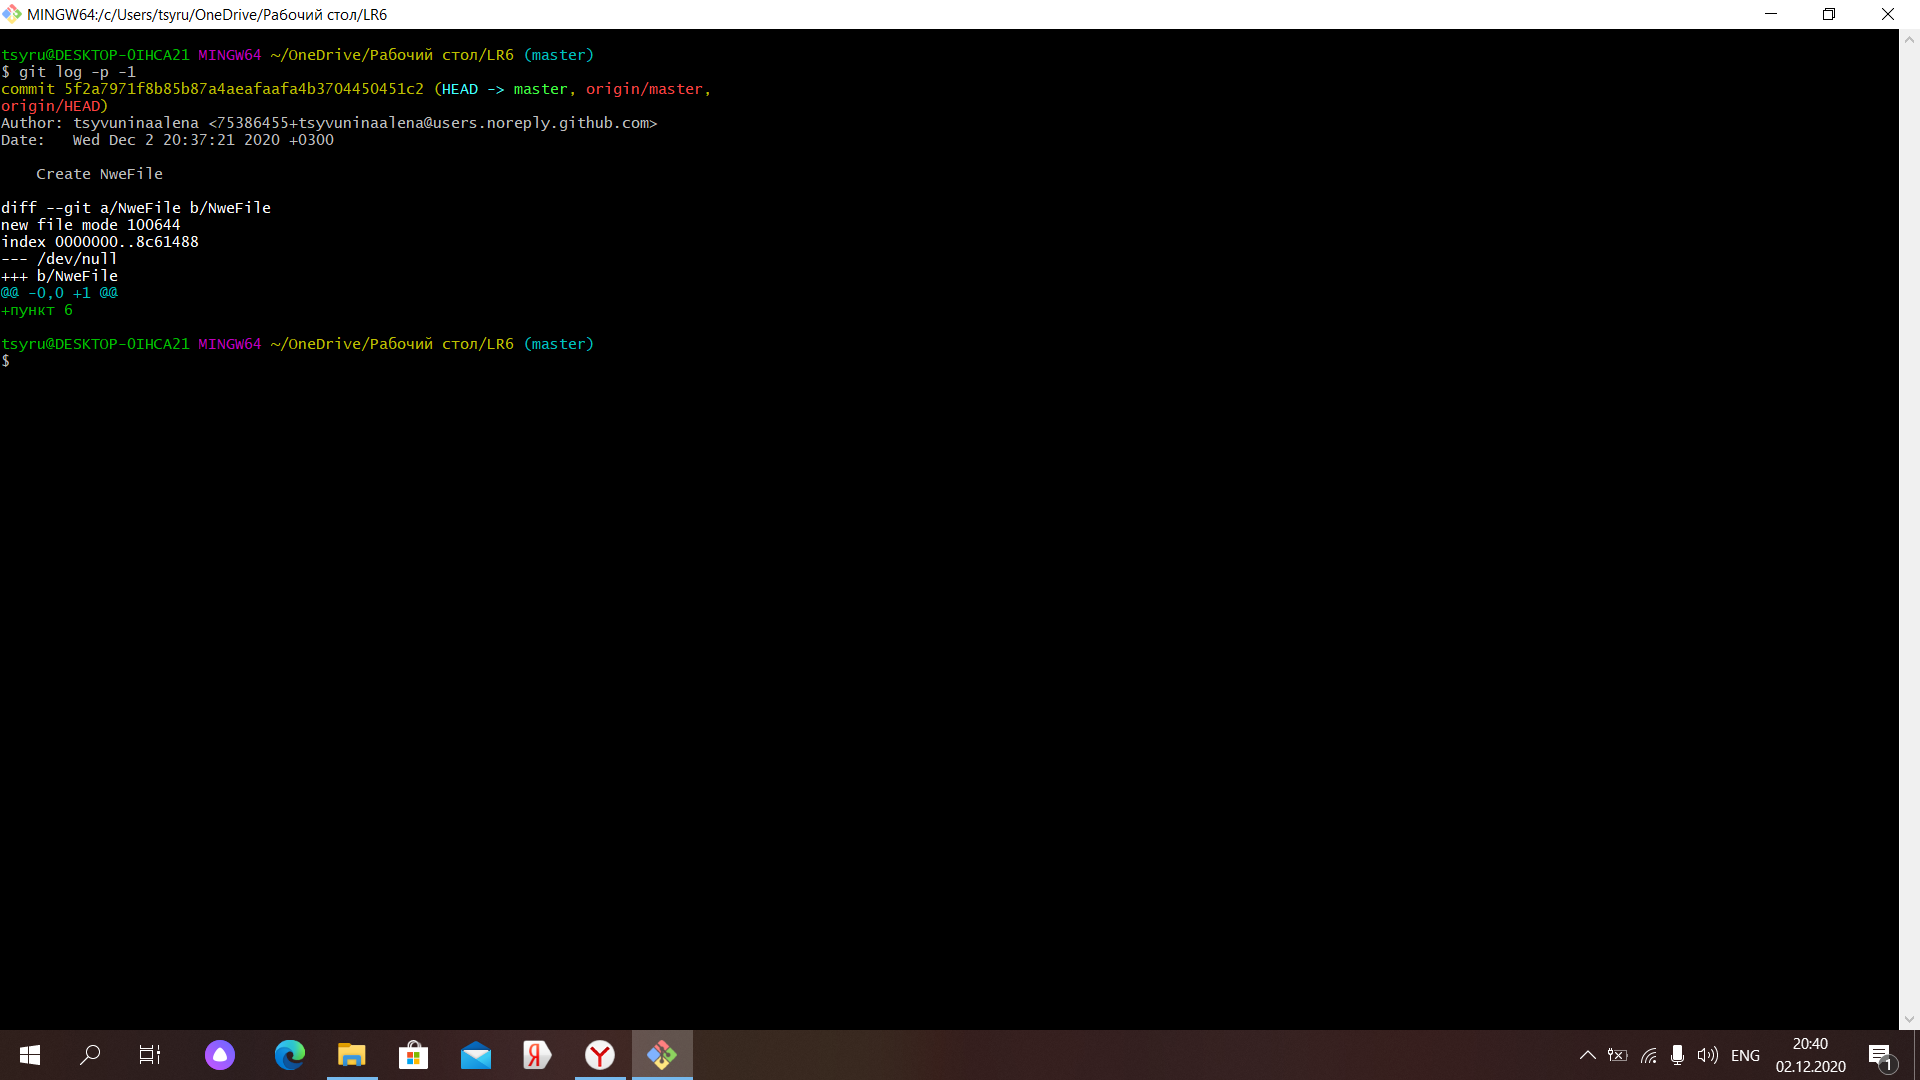 MINGW64:/c/Users/tsyru/OneDrive/Рабочий стол/LR6
tsyru@DESKTOP-OIHCA21 MINGW64 ~/OneDrive/Рабочий стол/LR6 (master)
$ git log -p -1
commit 5f2a7971f8b85b87a4aeafaafa4b3704450451c2 (HEAD -> master, origin/master,
origin/HEAD)
Author: tsyvuninaalena <75386455+tsyvuninaalena@users.noreply.github.com>
Date:   Wed Dec 2 20:37:21 2020 +0300
    Create NweFile
diff --git a/NweFile b/NweFile
new file mode 100644
index 0000000..8c61488
--- /dev/null
+++ b/NweFile
@@ -0,0 +1 @@
+пункт 6
tsyru@DESKTOP-OIHCA21 MINGW64 ~/OneDrive/Рабочий стол/LR6 (master)
$
ENG
20:40
02.12.2020
1